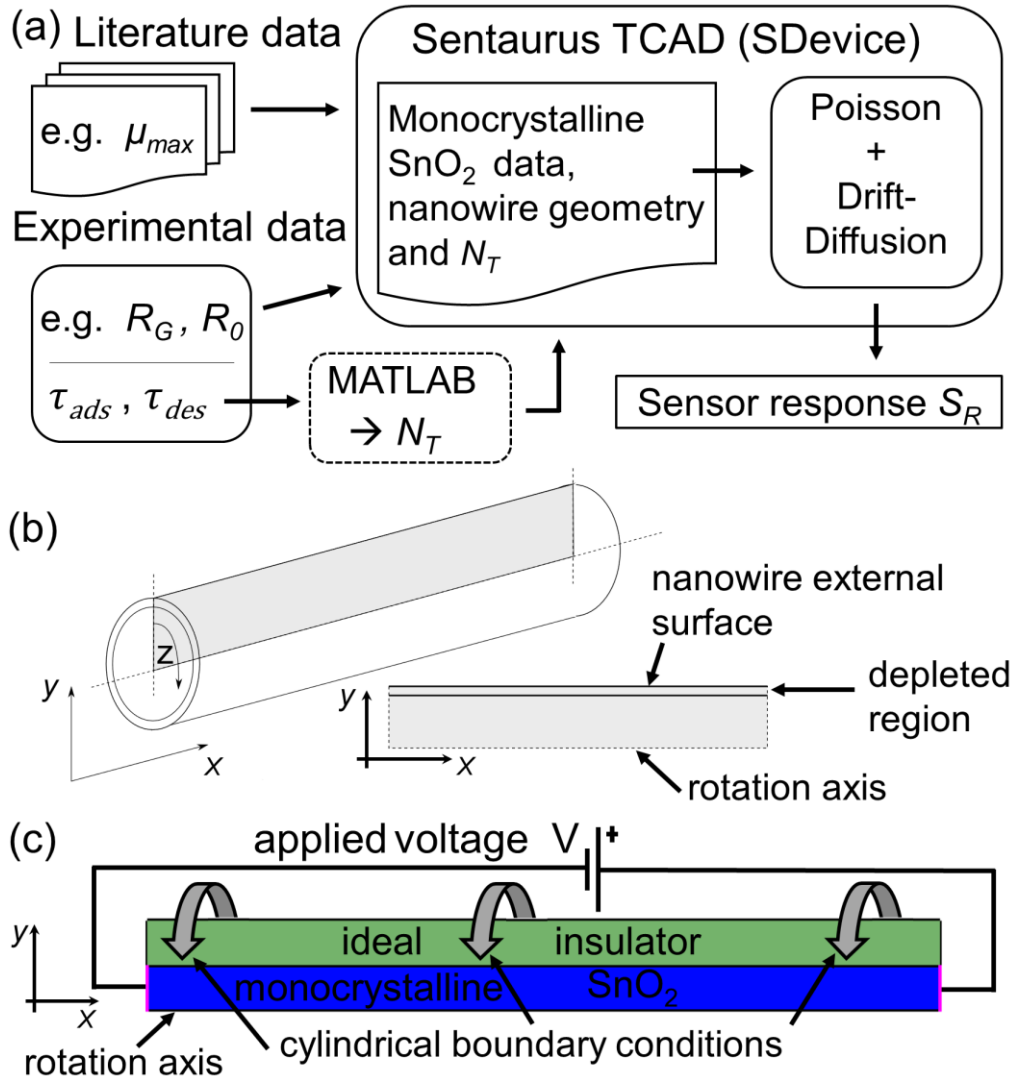 (a)
Literature data
e.g. μmax
Experimental data
e.g. RG, R0
τads, τdes
MATLAB
→ NT
Sentaurus TCAD (SDevice)
Monocrystalline
SnO2 data,
nanowire geometry
and NT
Poisson
+
Drift-
Diffusion
Sensor response SR
(b)
z
y
x
nanowire external
surface
depleted
region
y
x
rotation axis
(c)
applied voltage V +
y
x
ideal insulator
monocrystalline SnO2
rotation axis
cylindrical boundary conditions